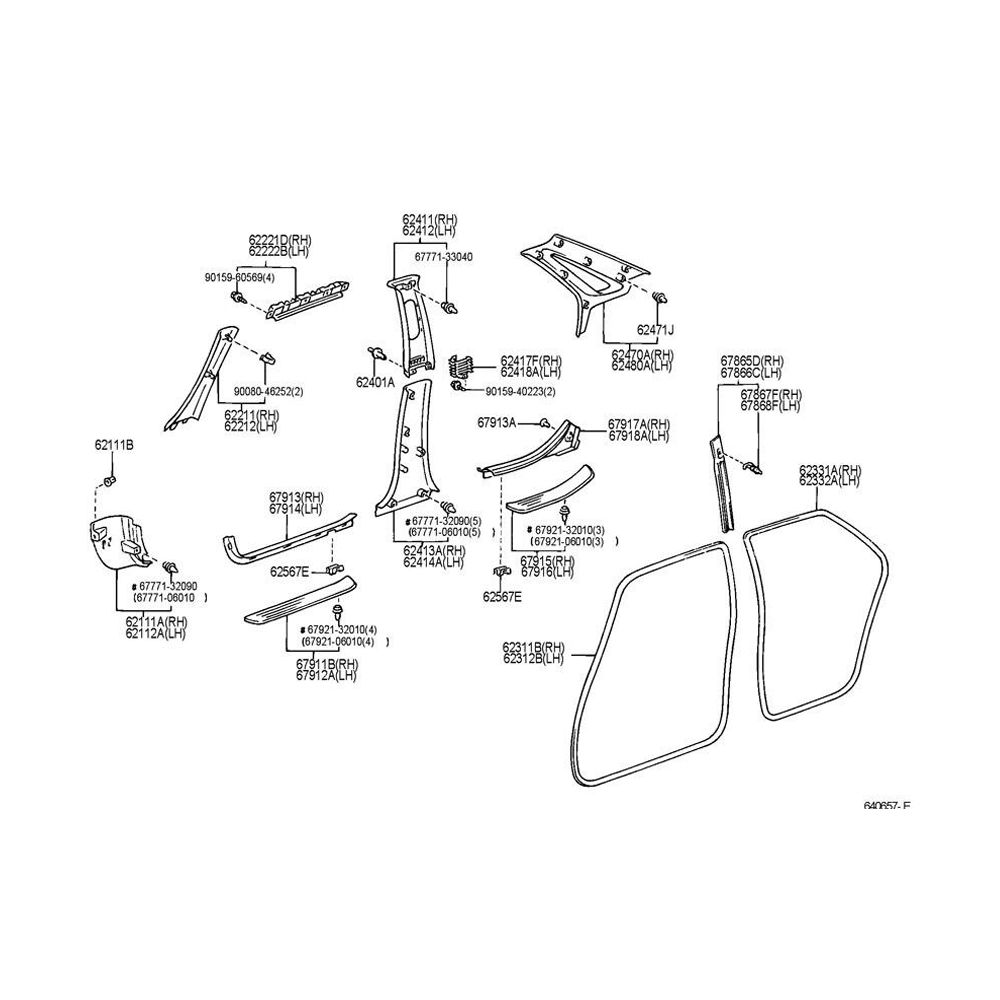 62411(RH)
62412(LH)
67771-33040
62221D(RH)
62222B(LH)
90159-60569(4)
62471J
62470A(RH)
62480A(LH)
62401A
62417F(RH)
62418A(LH)
90159-40223(2)
90080-46252(2)
62211(RH)
62212(LH)
67865D(RH)
67866C(LH)
67867F(RH)
67868F(LH)
67913A
67917A(RH)
67918A(LH)
62111B
62331A(RH)
62332A(LH)
67913(RH)
67914(LH)
# 67771-32090(5)
(67771-06010(5) )
62413A(RH)
62414A(LH)
# 67921-32010(3)
(67921-06010(3) )
67915(RH)
67916(LH)
62567E
62567E
# 67771-32090
(67771-06010 )
62111A(RH)
62112A(LH)
# 67921-32010(4)
(67921-06010(4) )
67911B(RH)
67912A(LH)
62311B(RH)
62312B(LH)
640657- E